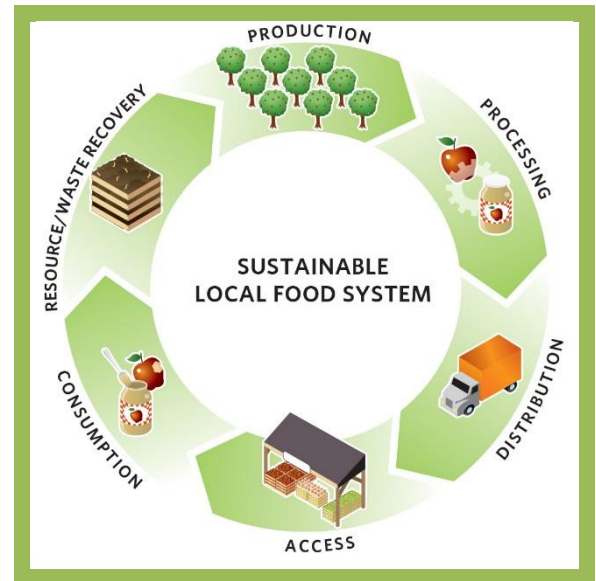 PRODUCTION
PROCESSING
DISTRIBUTION
ACCESS
CONSUMPTION
RESOURCE/WASTE RECOVERY
SUSTAINABLE
LOCAL FOOD SYSTEM